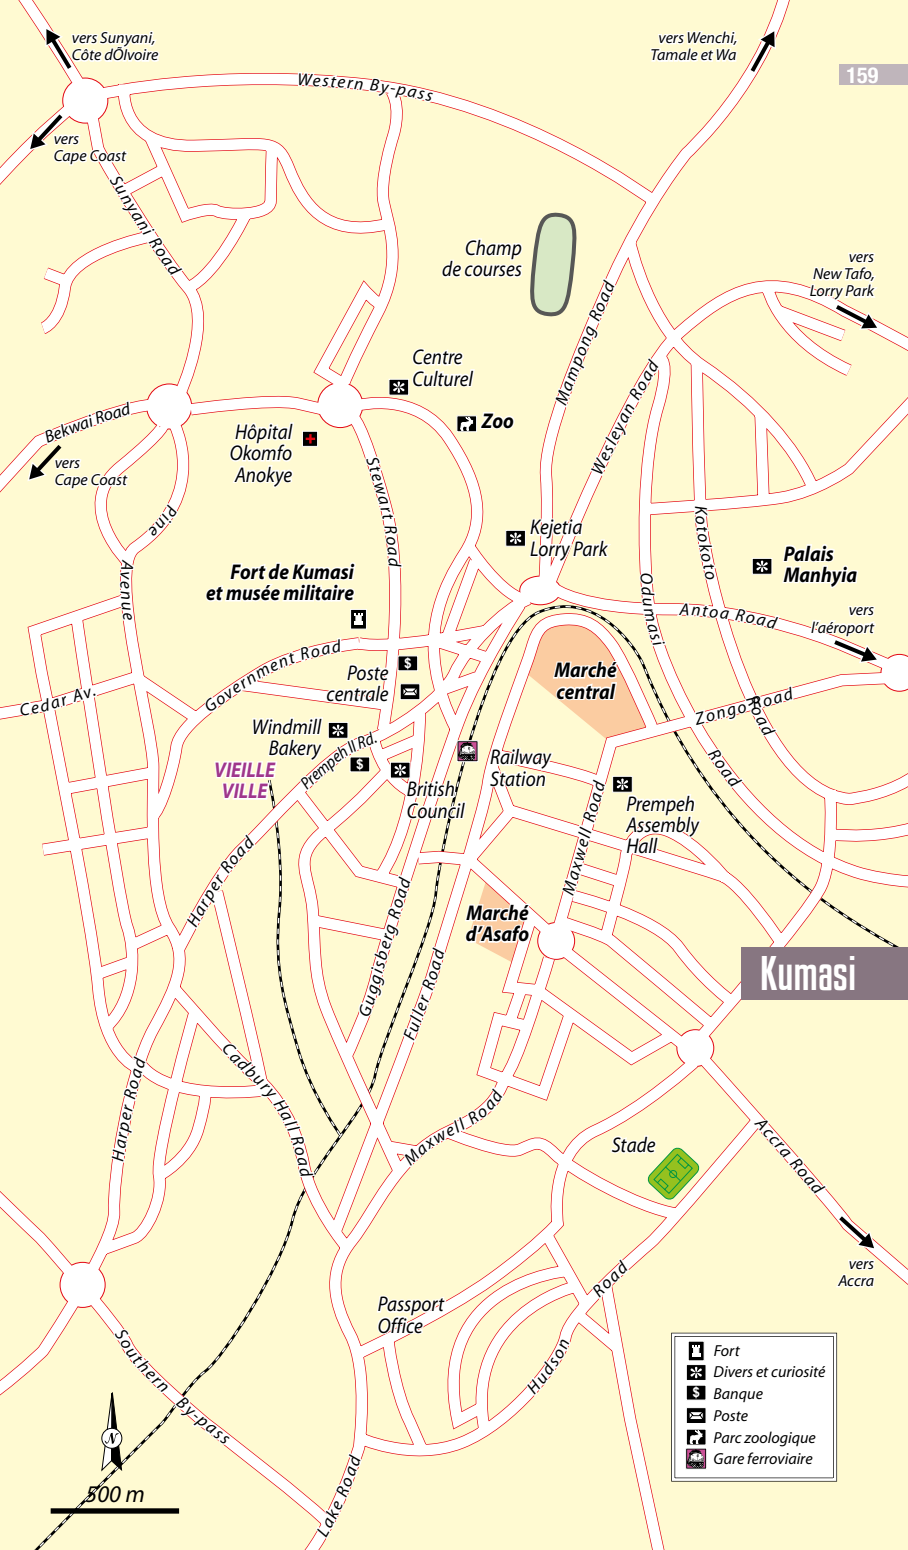 vers Sunyani,
Côte dÕIvoire
vers Wenchi,
Tamale et Wa
159
Western By-pass
vers
Cape Coast
Sunyani Road
Champ
de courses
vers
New Tafo,
Lorry Park
Mampong Road
Centre
Culturel
Wesleyan Road
Bekwai Road
Zoo
Hôpital
Okomfo
Anokye
vers
Cape Coast
Stewart Road
Pine
Avenue
Kejetia
Lorry Park
Kotokoto
Road
Palais
Manhyia
Fort de Kumasi
et musée militaire
Odumasi
Road
Antoa Road
vers
l'aéroport
Government Road
Poste
centrale
Marché
central
Cedar Av.
Zongo Road
Windmill
Bakery
Prempeh II Rd.
VIEILLE
VILLE
Railway
Station
British
Council
Maxwell Road
Prempeh
Assembly
Hall
Harper Road
Guggisberg Road
Marché
d'Asafo
Fuller Road
Kumasi
Cadbury Hall Road
Harper Road
Maxwell Road
Stade
Accra Road
vers
Accra
Hudson
Road
Passport
Office
Southern By-pass
Lake Road
N
500 m
Fort
Divers et curiosité
$ Banque
Poste
Parc zoologique
Gare ferroviaire
$
$